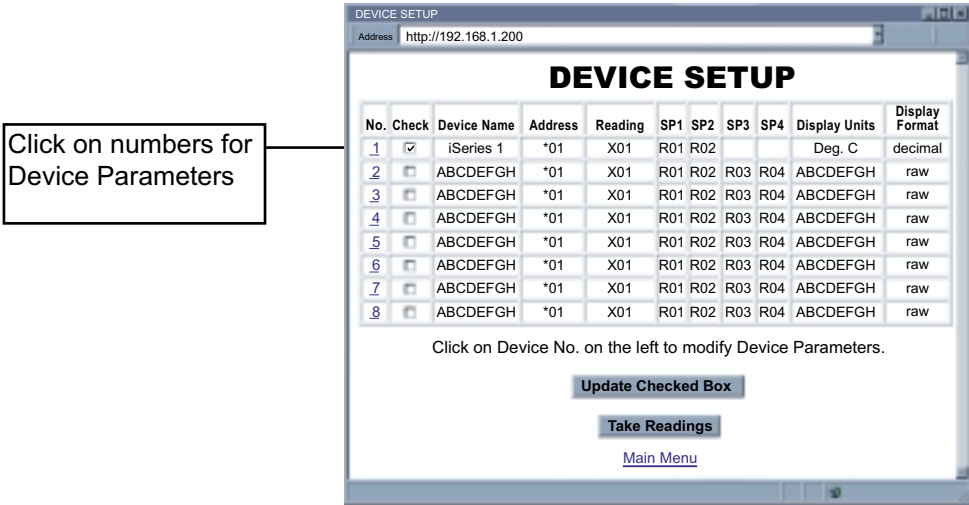 DEVICE SETUP
Address http://192.168.1.200
DEVICE SETUP
No. Check Device Name Address Reading SP1 SP2 SP3 SP4 Display Units Display Format
1 iSeries 1 *01 X01 R01 R02 Deg. C decimal
2 ABCDEFGH *01 X01 R01 R02 R03 R04 ABCDEFGH raw
3 ABCDEFGH *01 X01 R01 R02 R03 R04 ABCDEFGH raw
4 ABCDEFGH *01 X01 R01 R02 R03 R04 ABCDEFGH raw
5 ABCDEFGH *01 X01 R01 R02 R03 R04 ABCDEFGH raw
6 ABCDEFGH *01 X01 R01 R02 R03 R04 ABCDEFGH raw
7 ABCDEFGH *01 X01 R01 R02 R03 R04 ABCDEFGH raw
8 ABCDEFGH *01 X01 R01 R02 R03 R04 ABCDEFGH raw
Click on Device No. on the left to modify Device Parameters.
Update Checked Box
Take Readings
Main Menu
Click on numbers for
Device Parameters